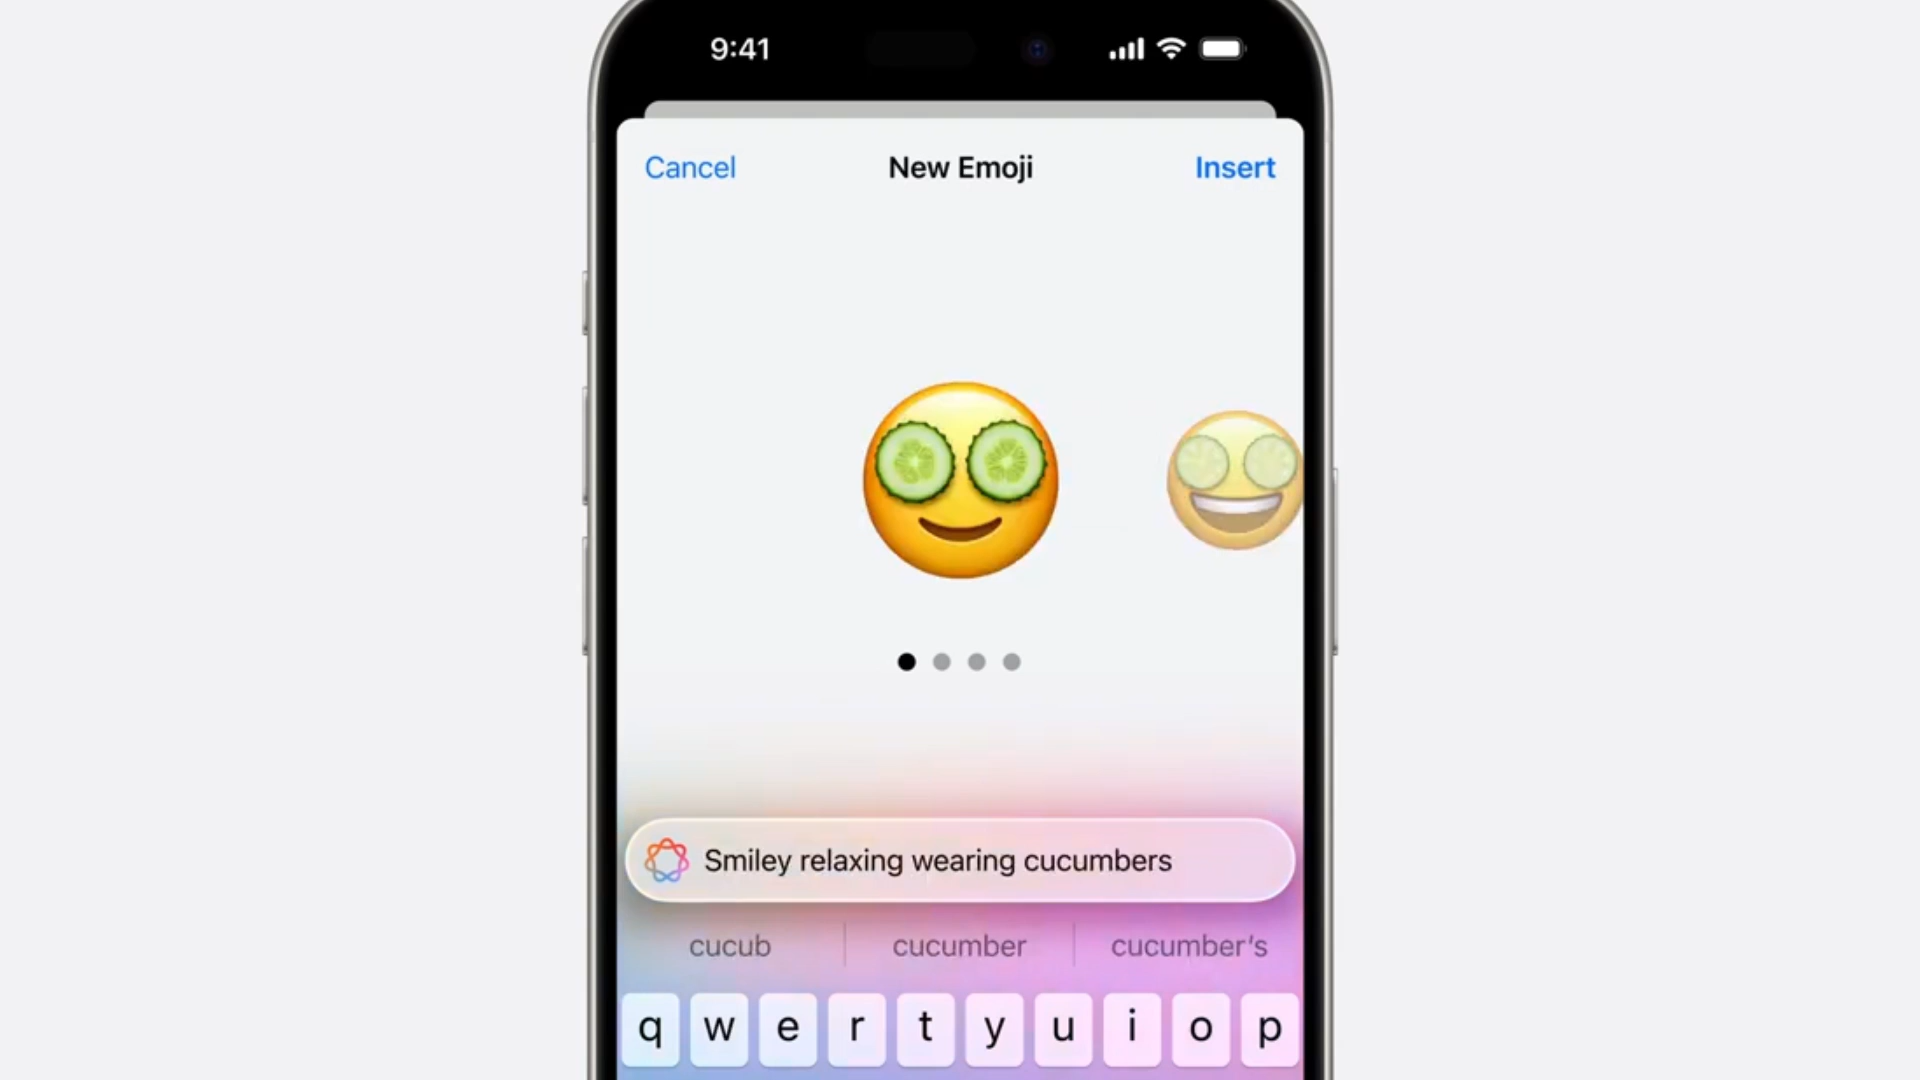 9:41
Cancel New Emoji Insert
Smiley relaxing wearing cucumbers
cucub cucumber cucumber's
q w e r t y u i o p